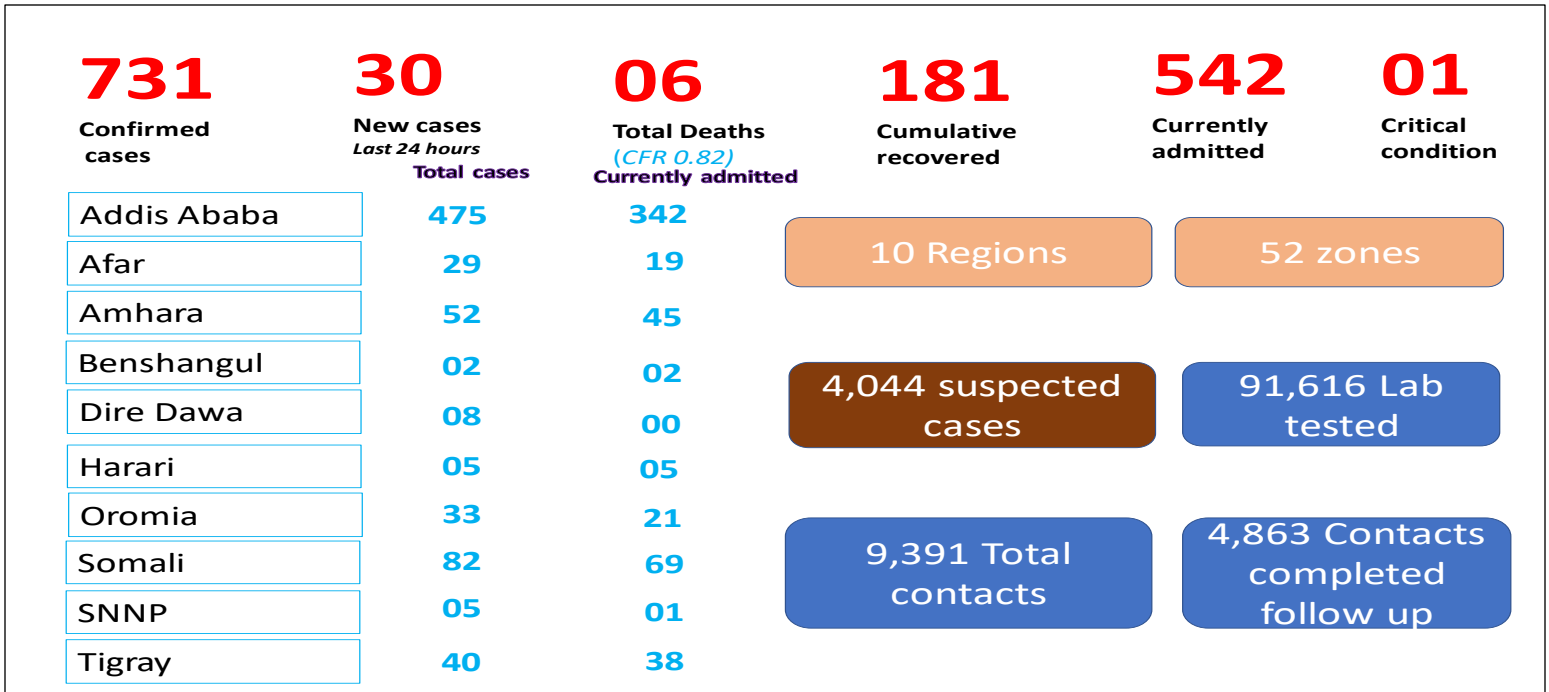 731 30 06 181 542 01
Confirmed New cases Total Deaths Cumulative Currently Critical
cases Last 24 hours (CFR 0.82) recovered admitted condition
Total cases Currently admitted
Addis Ababa 475 342
Afar 29 19
Amhara 52 45
Benshangul 02 02
Dire Dawa 08 00
Harari 05 05
Oromia 33 21
Somali 82 69
SNNP 05 01
Tigray 40 38
10 Regions 52 zones
4,044 suspected
cases
91,616 Lab
tested
9,391 Total
contacts
4,863 Contacts
completed
follow up